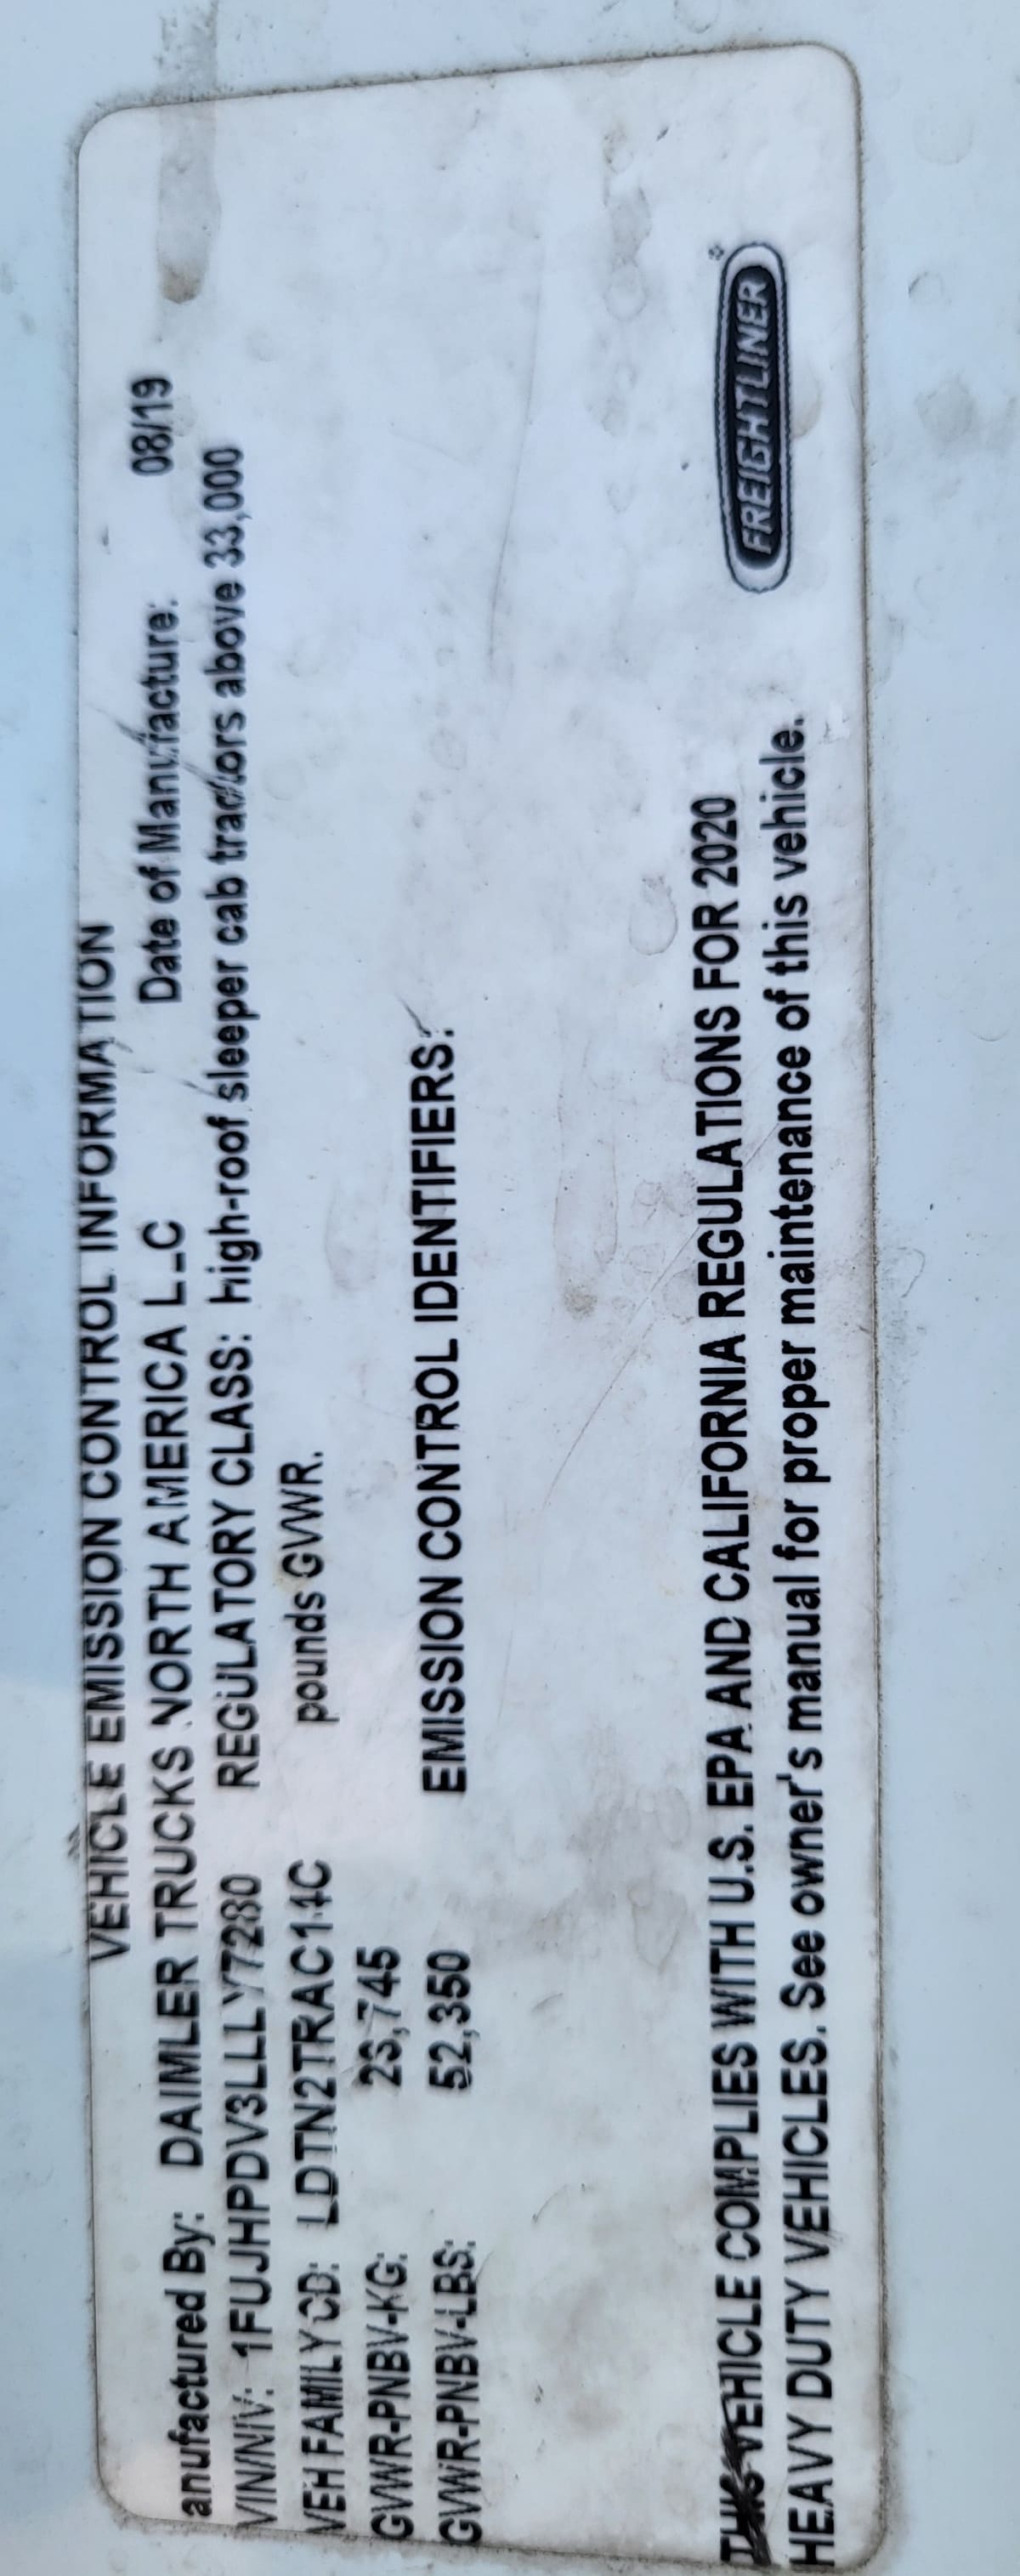 VEHICLE EMISSION CONTROL INFORMATION
anufactured By: DAIMLER TRUCKS NORTH AMERICA LLC Date of Manufacture: 08/19
VIN/NIV: 1FUJHPDV3LLLY7280 REGULATORY CLASS: high-roof sleeper cab tractors above 33,000
VEH FAMILY CD: LDTN2TRAC14C pounds GVWR.
GVWR-PNBV-KG: 23,745
GVWR-PNBV-LBS: 52,350 EMISSION CONTROL IDENTIFIERS:
THIS VEHICLE COMPLIES WITH U.S. EPA AND CALIFORNIA REGULATIONS FOR 2020
HEAVY DUTY VEHICLES. See owner's manual for proper maintenance of this vehicle.
FREIGHTLINER